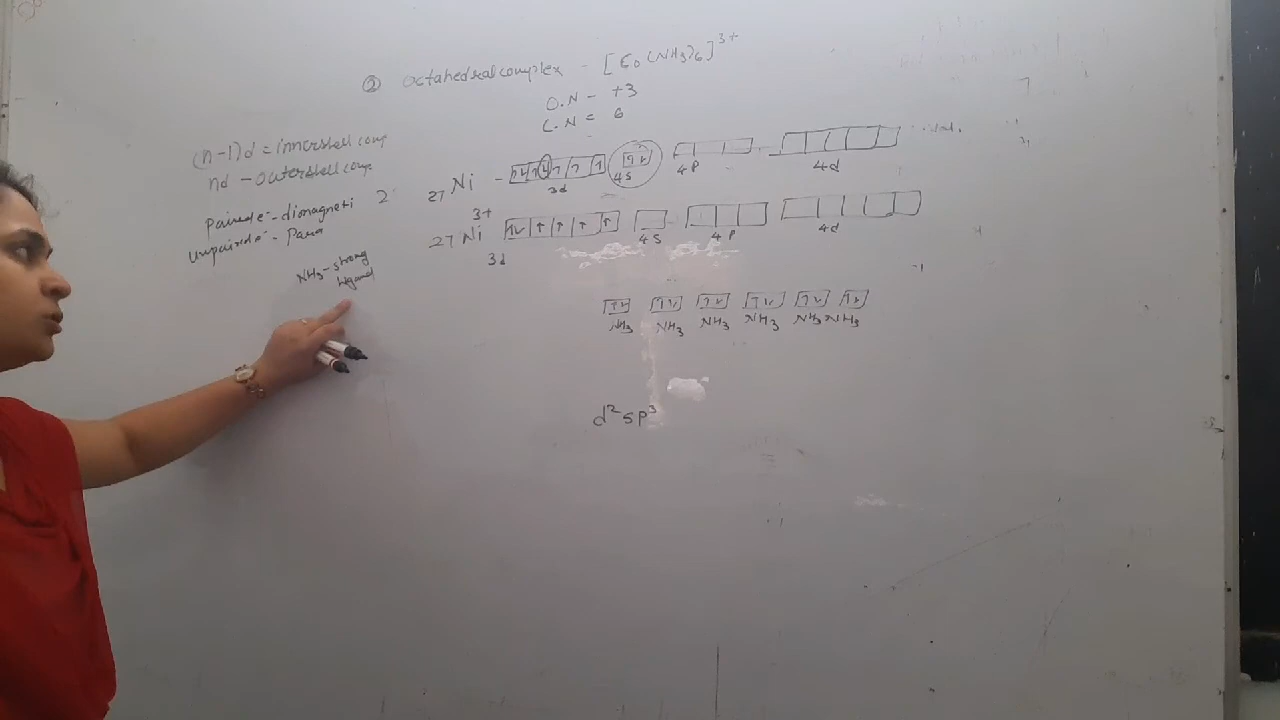 ② Octahedral complex - [Co(NH3)6]3+
O.N - +3
C.N = 6
(n-1)d = innershell comp
nd - outershell comp
Paired e- - diamagneti 2
unpaired e- - Para
NH3 - strong
ligand
27 Ni -
3d 4s 4p 4d
27 Ni 3+
3d 4s 4p 4d
NH3 NH3 NH3 NH3 NH3 NH3
d2sp3